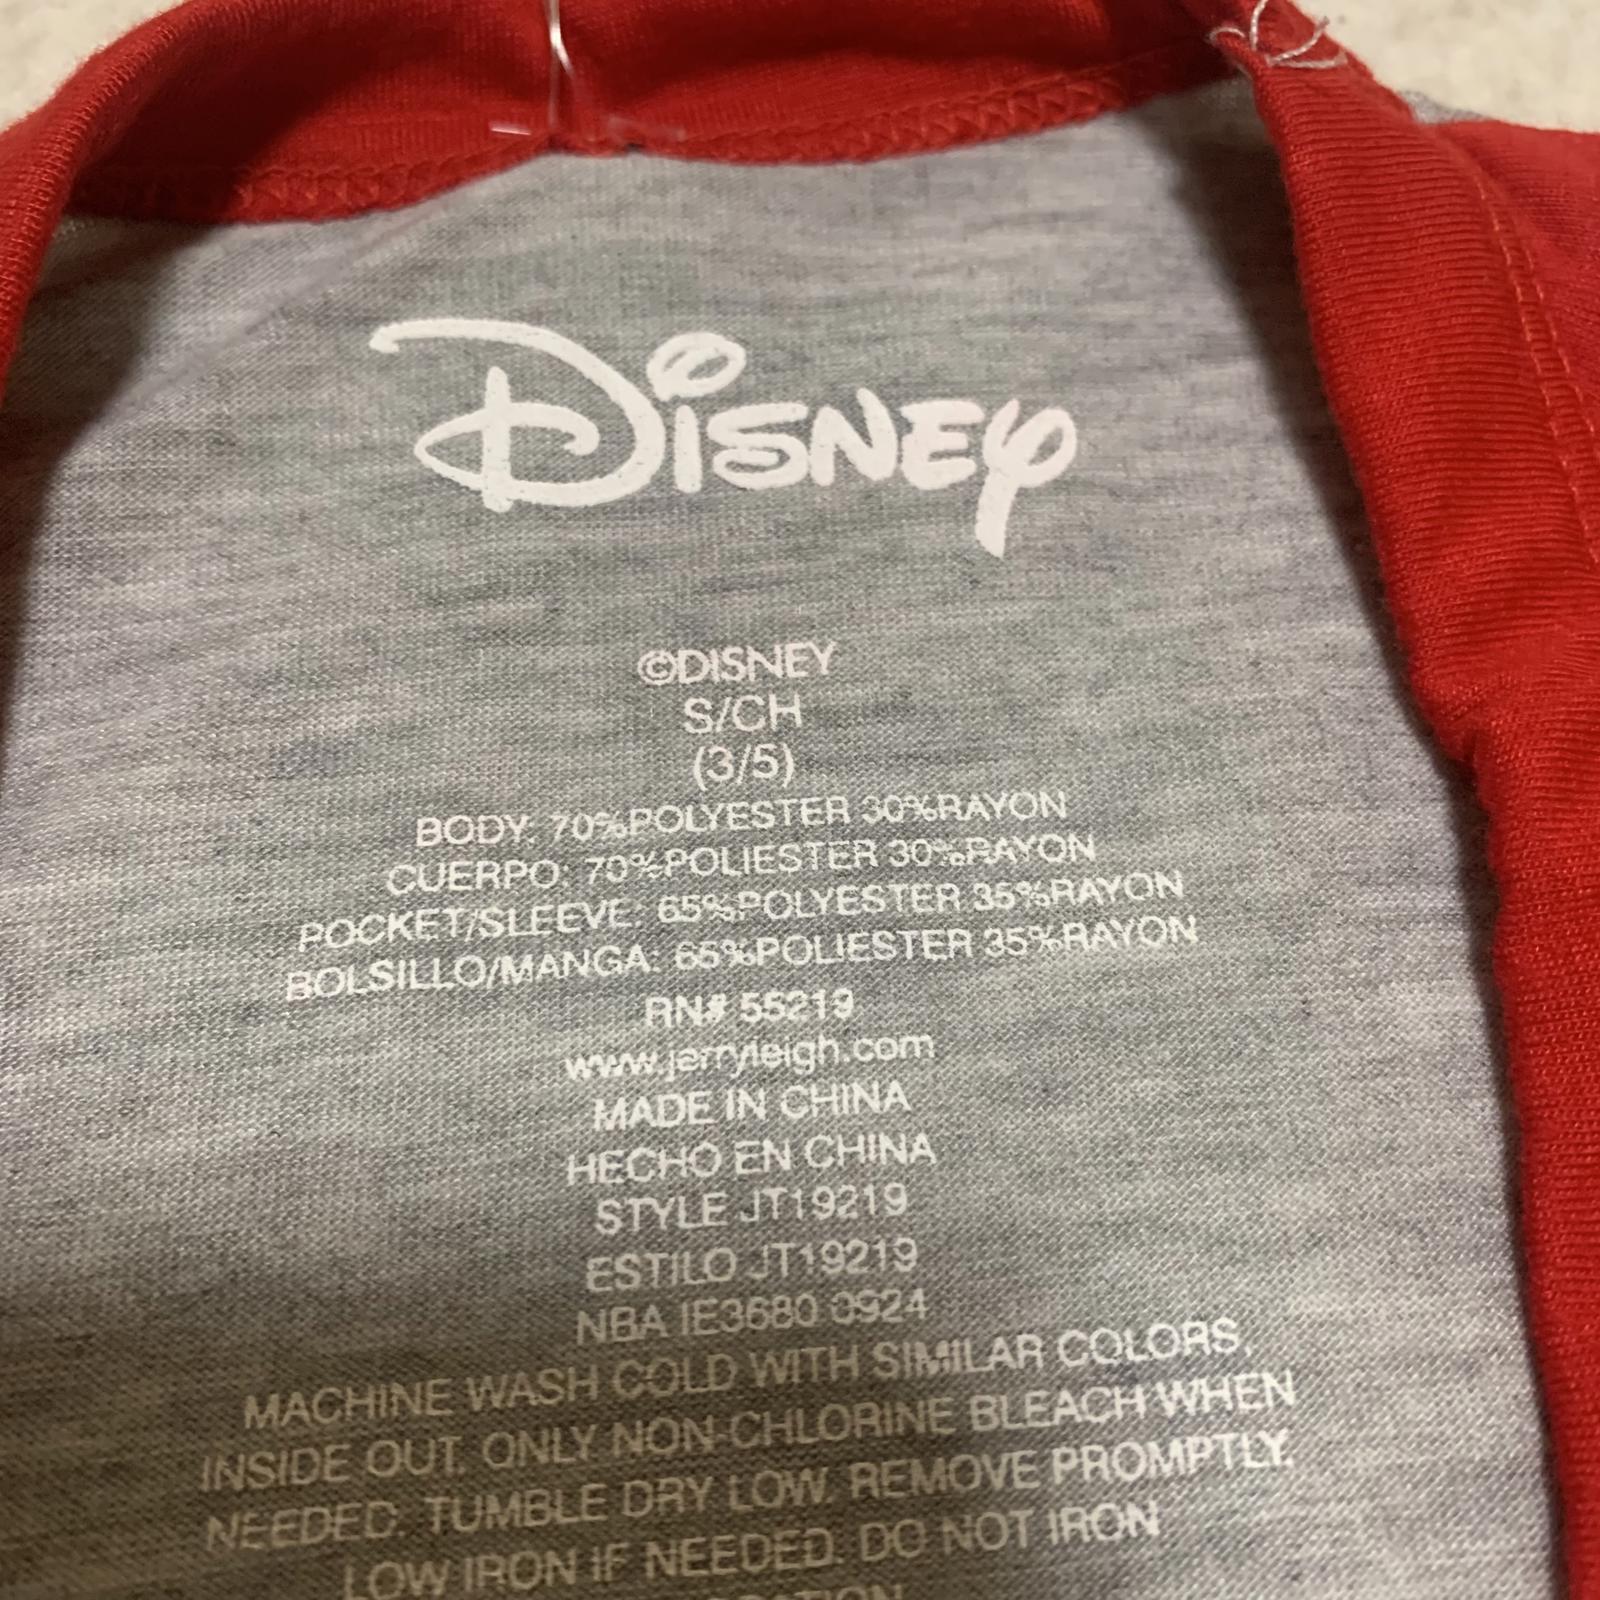 Disney
©DISNEY
S/CH
(3/5)
BODY: 70%POLYESTER 30%RAYON
CUERPO: 70%POLIESTER 30%RAYON
POCKET/SLEEVE: 65%POLYESTER 35%RAYON
BOLSILLO/MANGA: 65%POLIESTER 35%RAYON
RN# 55219
www.jerryleigh.com
MADE IN CHINA
HECHO EN CHINA
STYLE JT19219
ESTILO JT19219
NBA IE3680 0924
MACHINE WASH COLD WITH SIMILAR COLORS,
INSIDE OUT. ONLY NON-CHLORINE BLEACH WHEN
NEEDED. TUMBLE DRY LOW. REMOVE PROMPTLY.
LOW IRON IF NEEDED. DO NOT IRON